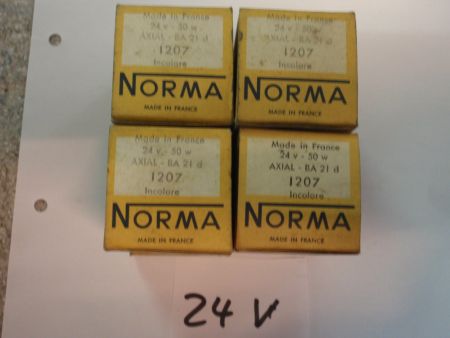 Made in France
24 v - 50 w
AXIAL - BA 21 d
1207
Incolore
NORMA
MADE IN FRANCE
Made in France
24 v - 50 w
AXIAL - BA 21 d
1207
Incolore
NORMA
MADE IN FRANCE
Made in France
24 v - 50 w
AXIAL - BA 21 d
1207
Incolore
NORMA
MADE IN FRANCE
Made in France
24 v - 50 w
AXIAL - BA 21 d
1207
Incolore
NORMA
MADE IN FRANCE
24 V